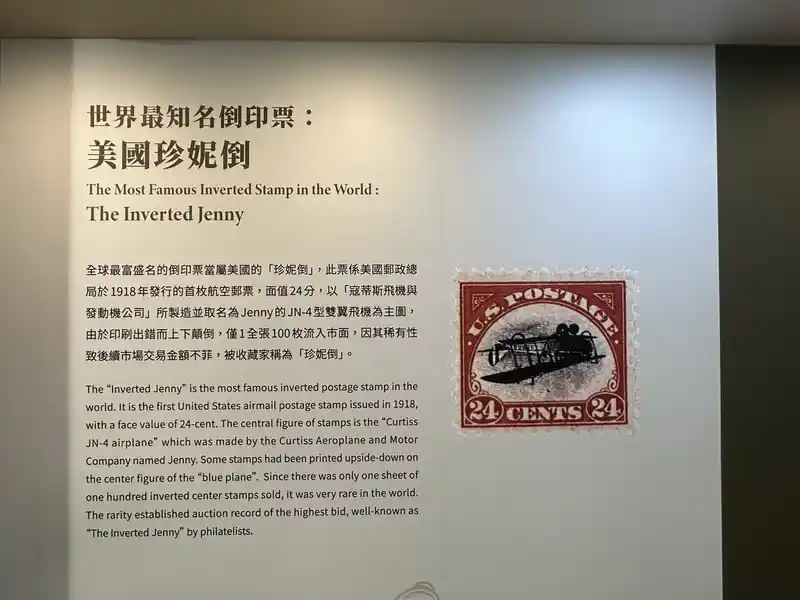 世界最知名倒印票：
美國珍妮倒
The Most Famous Inverted Stamp in the World :
The Inverted Jenny
全球最富盛名的倒印票當屬美國的「珍妮倒」，此票係美國郵政總
局於1918年發行的首枚航空郵票，面值24分，以「寇蒂斯飛機與
發動機公司」所製造並取名為Jenny的JN-4型雙翼飛機為主圖，
由於印刷出錯而上下顛倒，僅1全張100枚流入市面，因其稀有性
致後續市場交易金額不菲，被收藏家稱為「珍妮倒」。
The “Inverted Jenny” is the most famous inverted postage stamp in the
world. It is the first United States airmail postage stamp issued in 1918,
with a face value of 24-cent. The central figure of stamps is the “Curtiss
JN-4 airplane” which was made by the Curtiss Aeroplane and Motor
Company named Jenny. Some stamps had been printed upside-down on
the center figure of the “blue plane”. Since there was only one sheet of
one hundred inverted center stamps sold, it was very rare in the world.
The rarity established auction record of the highest bid, well-known as
“The Inverted Jenny” by philatelists.
U.S. POSTAGE
24 CENTS 24